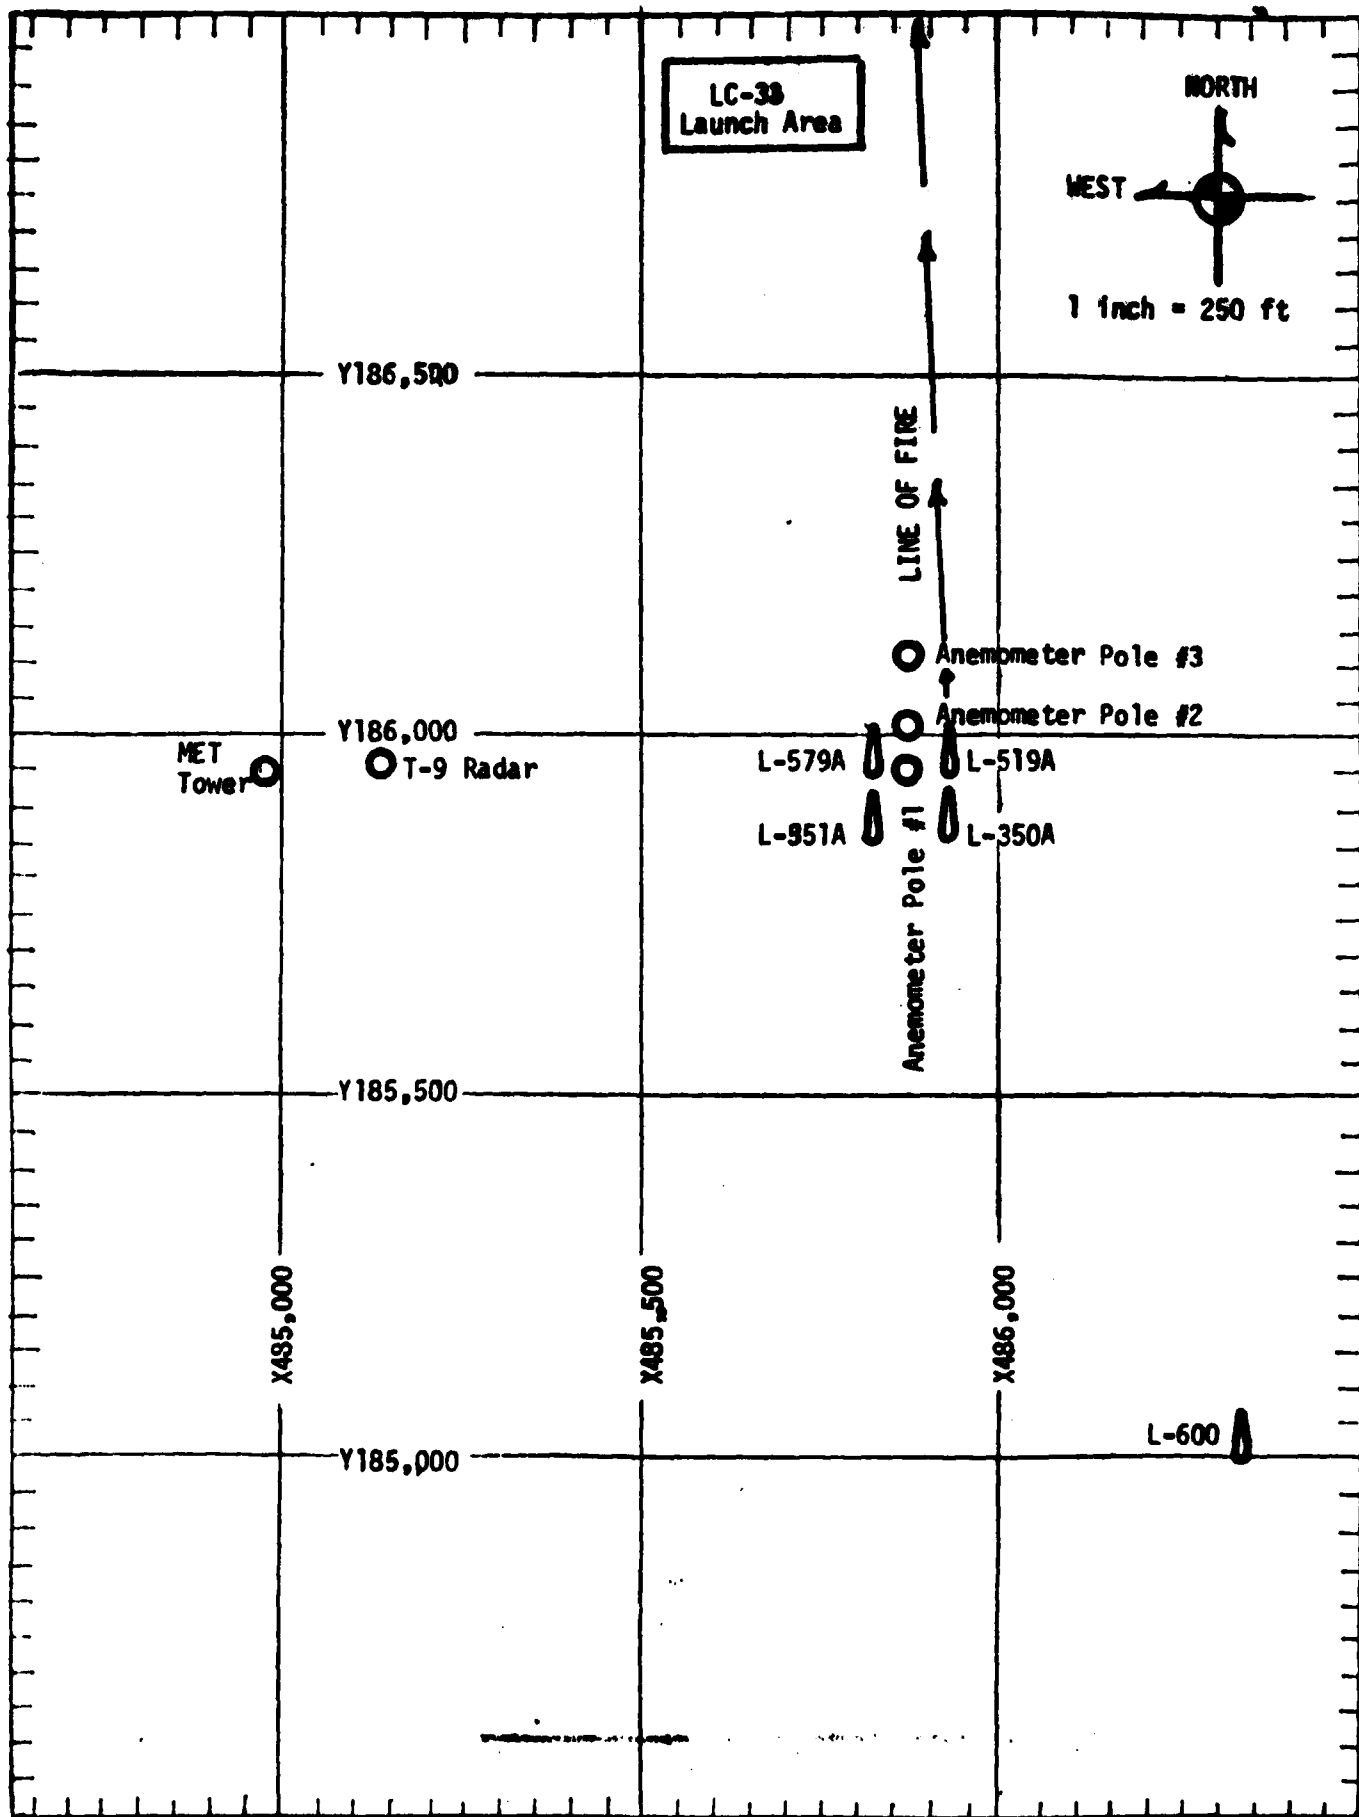 LC-33
Launch Area
NORTH
WEST
1 inch = 250 ft
Y186,500
LINE OF FIRE
Anemometer Pole #3
Anemometer Pole #2
Y186,000
MET
Tower
T-9 Radar
L-579A
L-519A
L-351A
L-350A
Anemometer Pole #1
Y185,500
X485,000
X485,500
X486,000
L-600
Y185,000